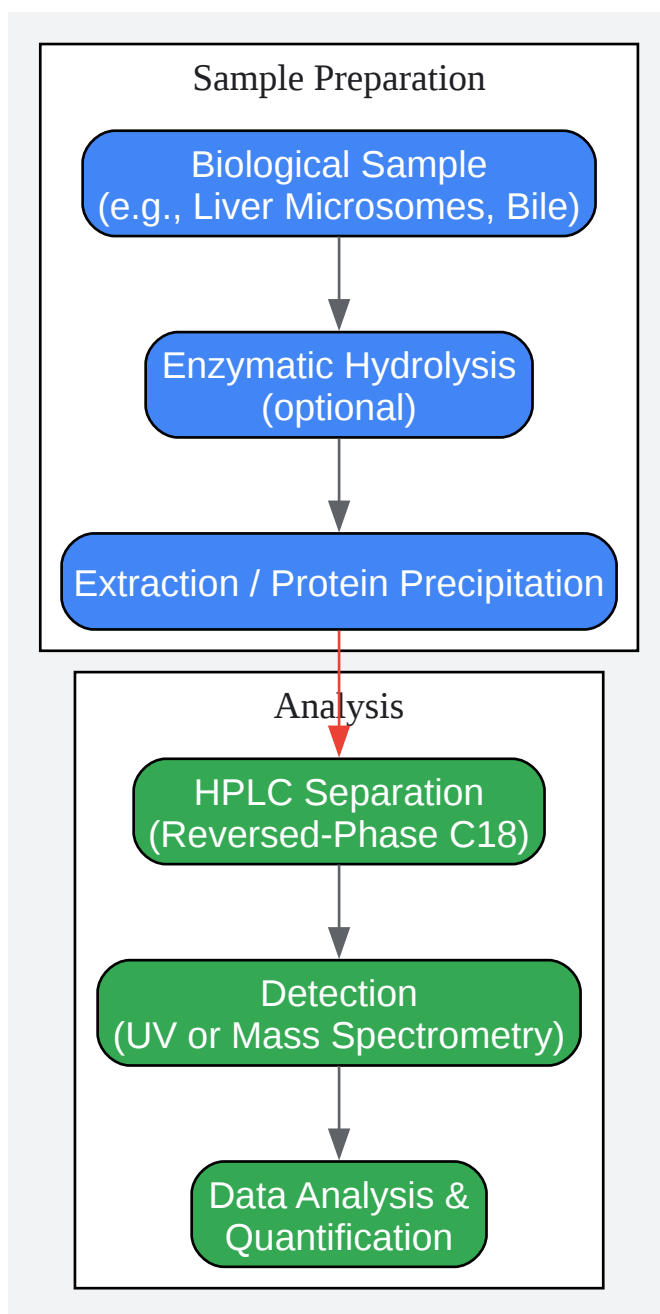 Sample Preparation
Biological Sample
(e.g., Liver Microsomes, Bile)
Enzymatic Hydrolysis
(optional)
Extraction / Protein Precipitation
Analysis
HPLC Separation
(Reversed-Phase C18)
Detection
(UV or Mass Spectrometry)
Data Analysis &
Quantification